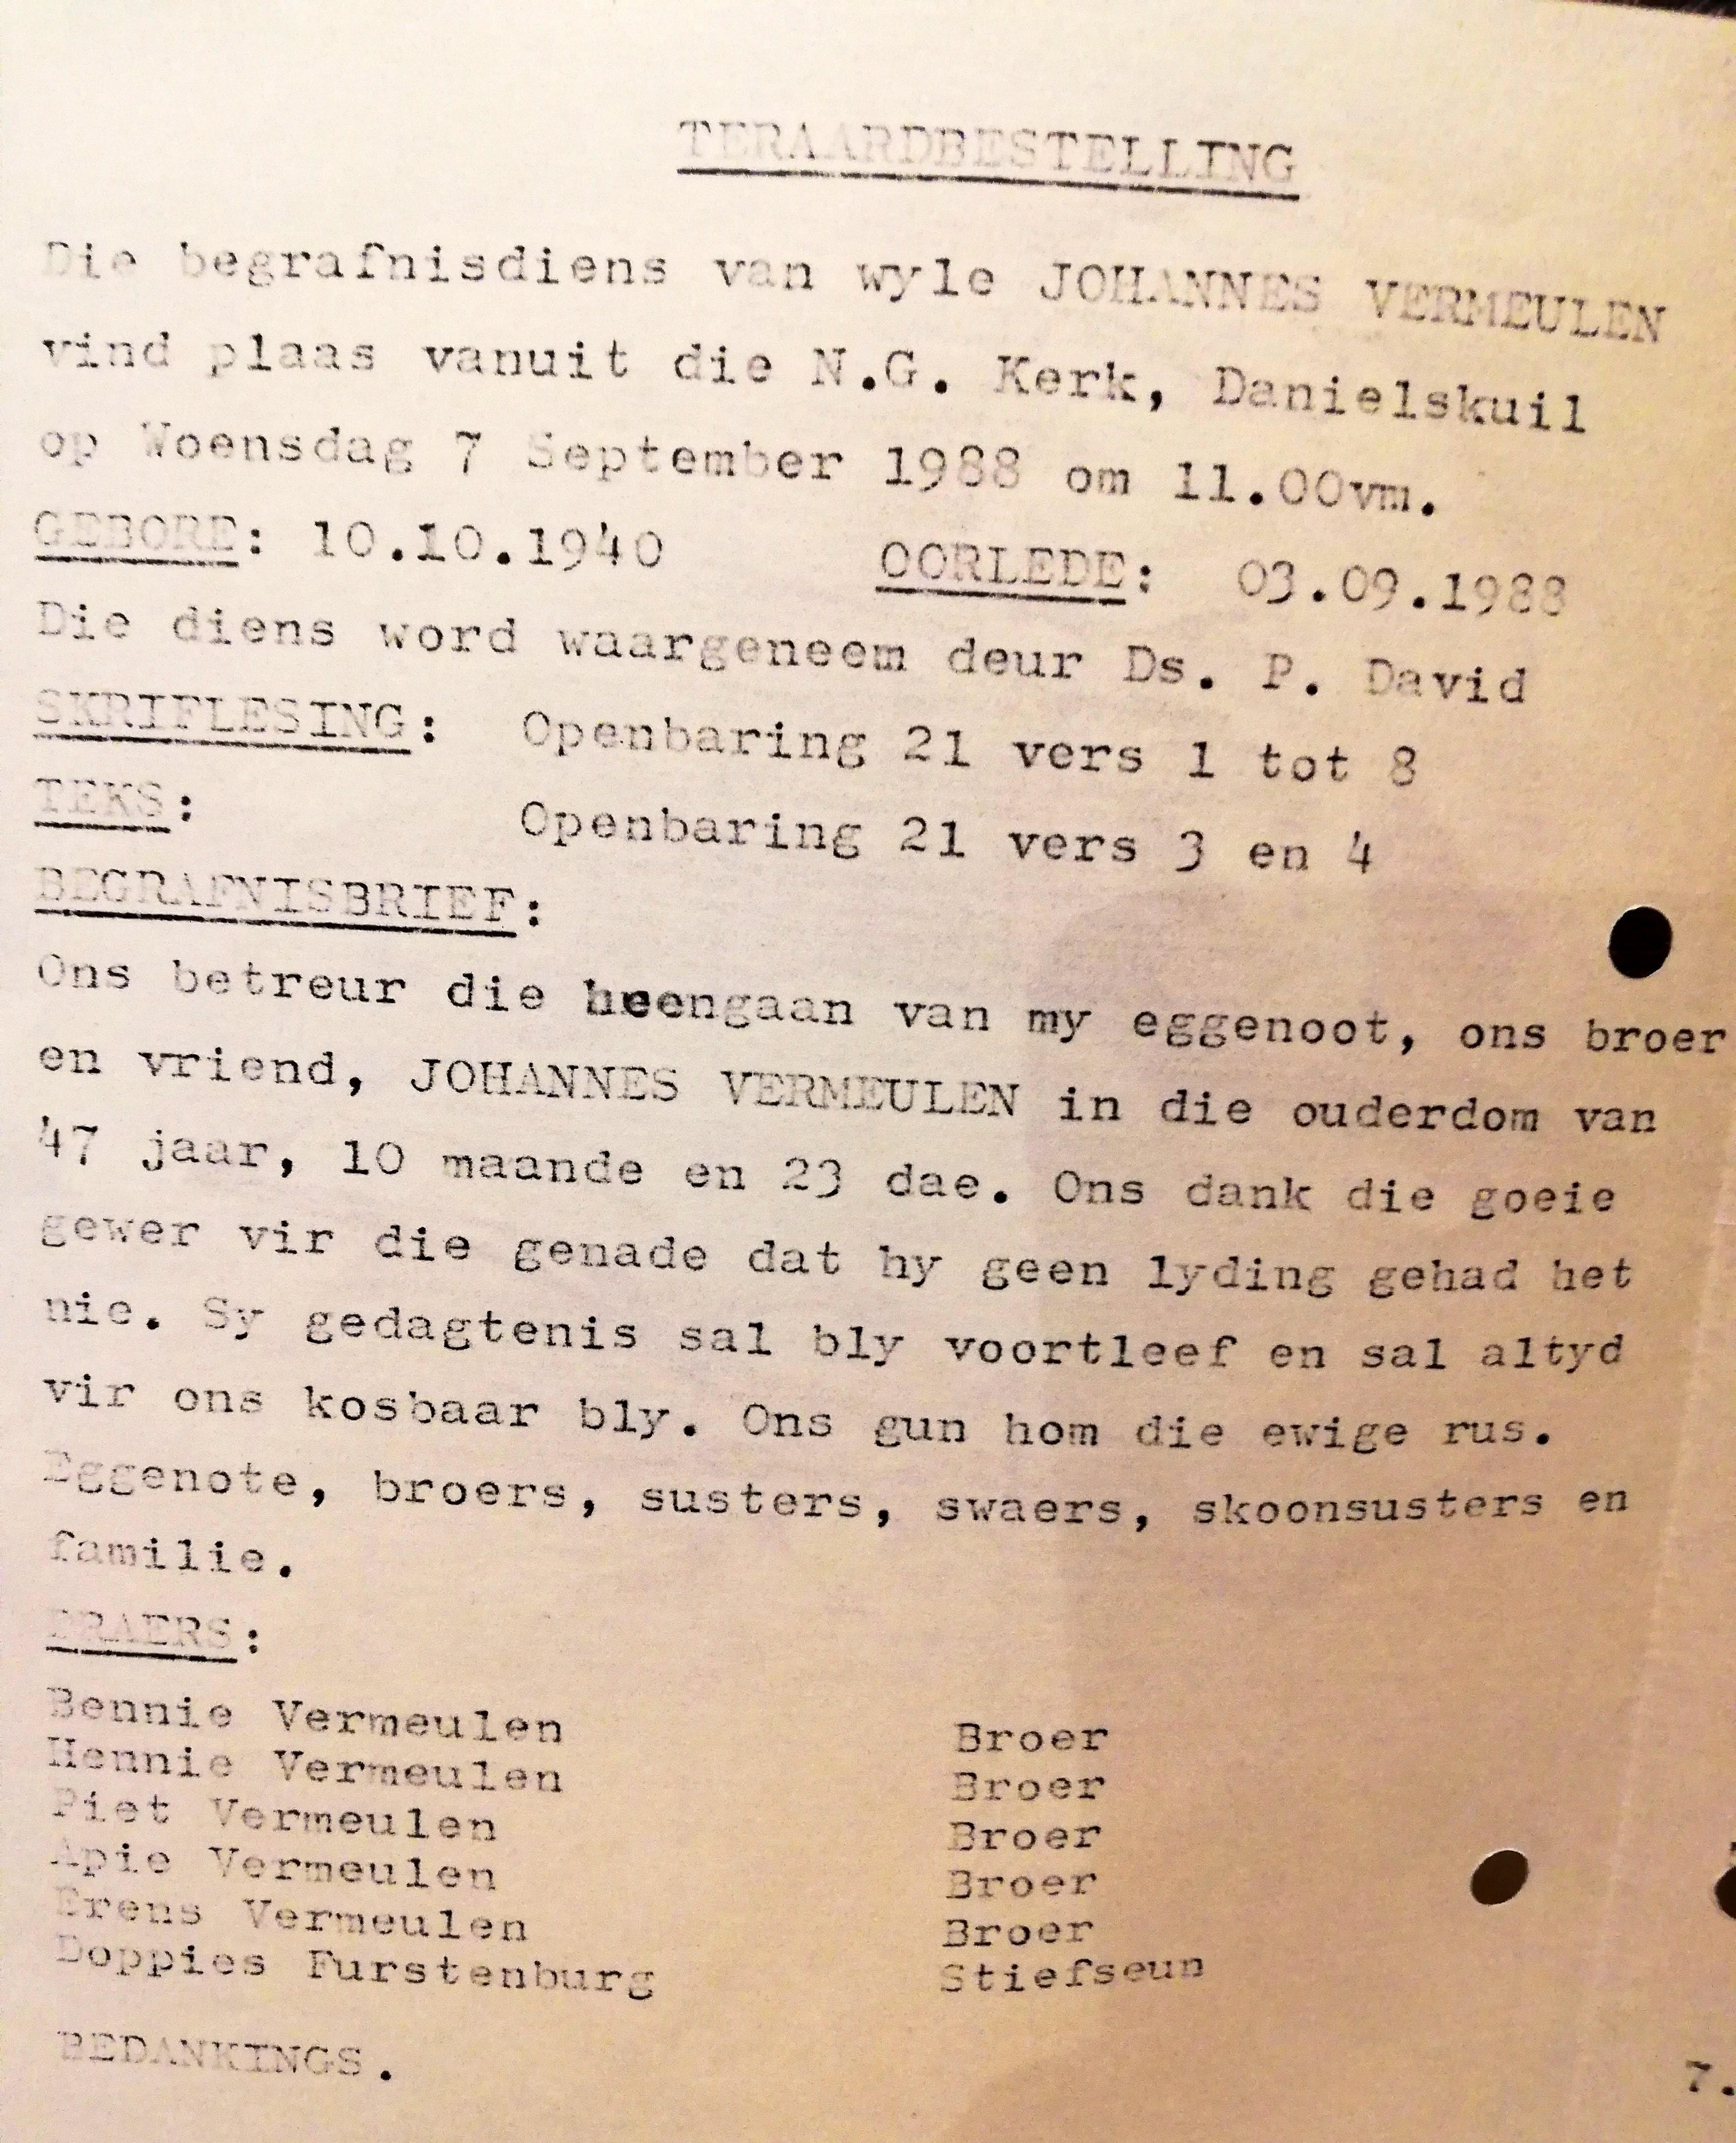 TERAARDBESTELLING
Die begrafnisdiens van wyle JOHANNES VERMEULEN
vind plaas vanuit die N.G. Kerk, Danielskuil
op Woensdag 7 September 1988 om 11.00vm.
GEBORE: 10.10.1940 OORLEDE: 03.09.1988
Die diens word waargeneem deur Ds. P. David
SKRIFLESING: Openbaring 21 vers 1 tot 8
TEKS: Openbaring 21 vers 3 en 4
BEGRAFNISBRIEF:
Ons betreur die heengaan van my eggenoot, ons broer
en vriend, JOHANNES VERMEULEN in die ouderdom van
47 jaar, 10 maande en 23 dae. Ons dank die goeie
gewer vir die genade dat hy geen lyding gehad het
nie. Sy gedagtenis sal bly voortleef en sal altyd
vir ons kosbaar bly. Ons gun hom die ewige rus.
Eggenote, broers, susters, swaers, skoonsusters en
familie.
DRAERS:
Bennie Vermeulen Broer
Hennie Vermeulen Broer
Piet Vermeulen Broer
Apie Vermeulen Broer
Erens Vermeulen Broer
Doppies Furstenburg Stiefseun
BEDANKINGS.
7.